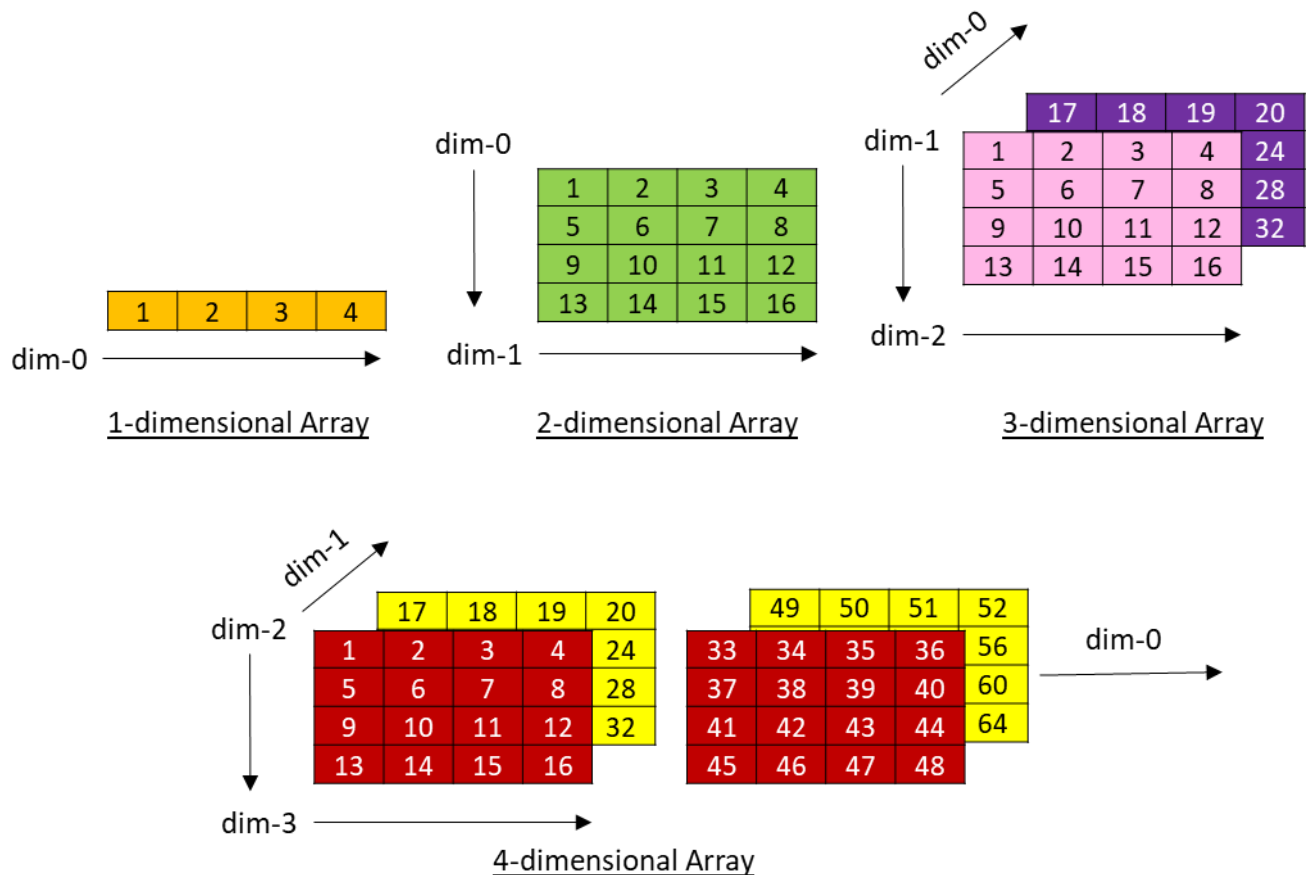 1 2 3 4
dim-0
1-dimensional Array
dim-0
1 2 3 4
5 6 7 8
9 10 11 12
13 14 15 16
dim-1
2-dimensional Array
dim-0
17 18 19 20
dim-1
1 2 3 4 24
5 6 7 8 28
9 10 11 12 32
13 14 15 16
dim-2
3-dimensional Array
dim-1
17 18 19 20
dim-2
1 2 3 4 24
5 6 7 8 28
9 10 11 12 32
13 14 15 16
dim-3
49 50 51 52
33 34 35 36 56
37 38 39 40 60
41 42 43 44 64
45 46 47 48
dim-0
4-dimensional Array